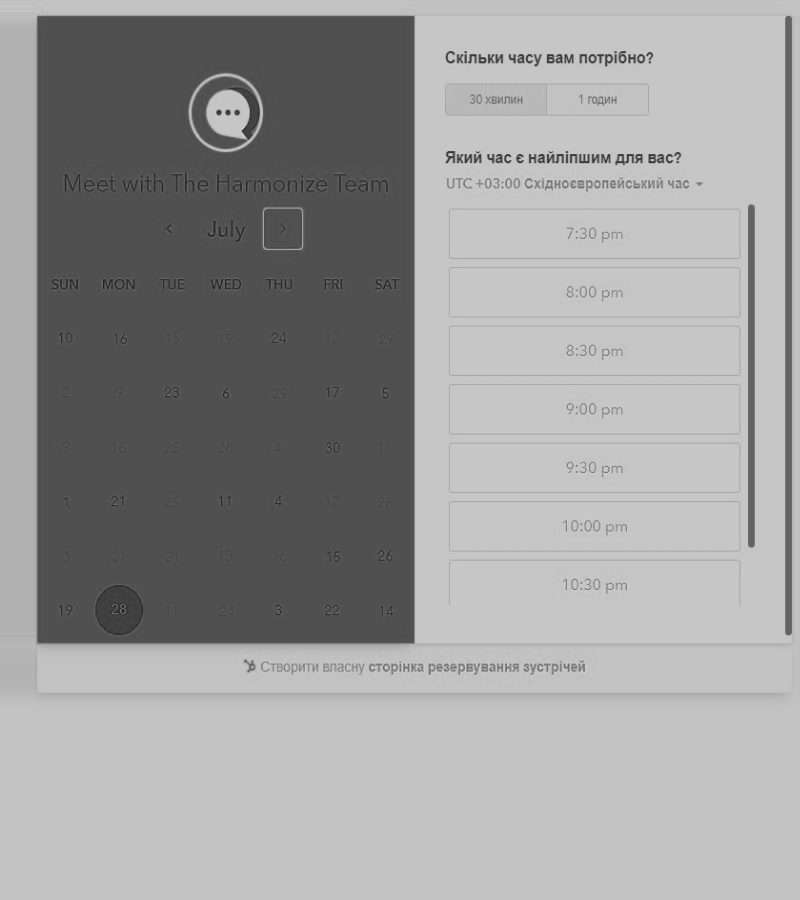 Meet with The Harmonize Team
July
SUN MON TUE WED THU FRI SAT
10 16 15 19 24 12 29
2 9 23 6 29 17 5
9 18 25 28 4 30 11
1 21 25 11 4 12 28
3 21 21 13 16 15 26
19 28 11 24 3 22 14
Скільки часу вам потрібно?
30 хвилин 1 годин
Який час є найліпшим для вас?
UTC +03:00 Східноєвропейський час
7:30 pm
8:00 pm
8:30 pm
9:00 pm
9:30 pm
10:00 pm
10:30 pm
Створити власну сторінка резервування зустрічей